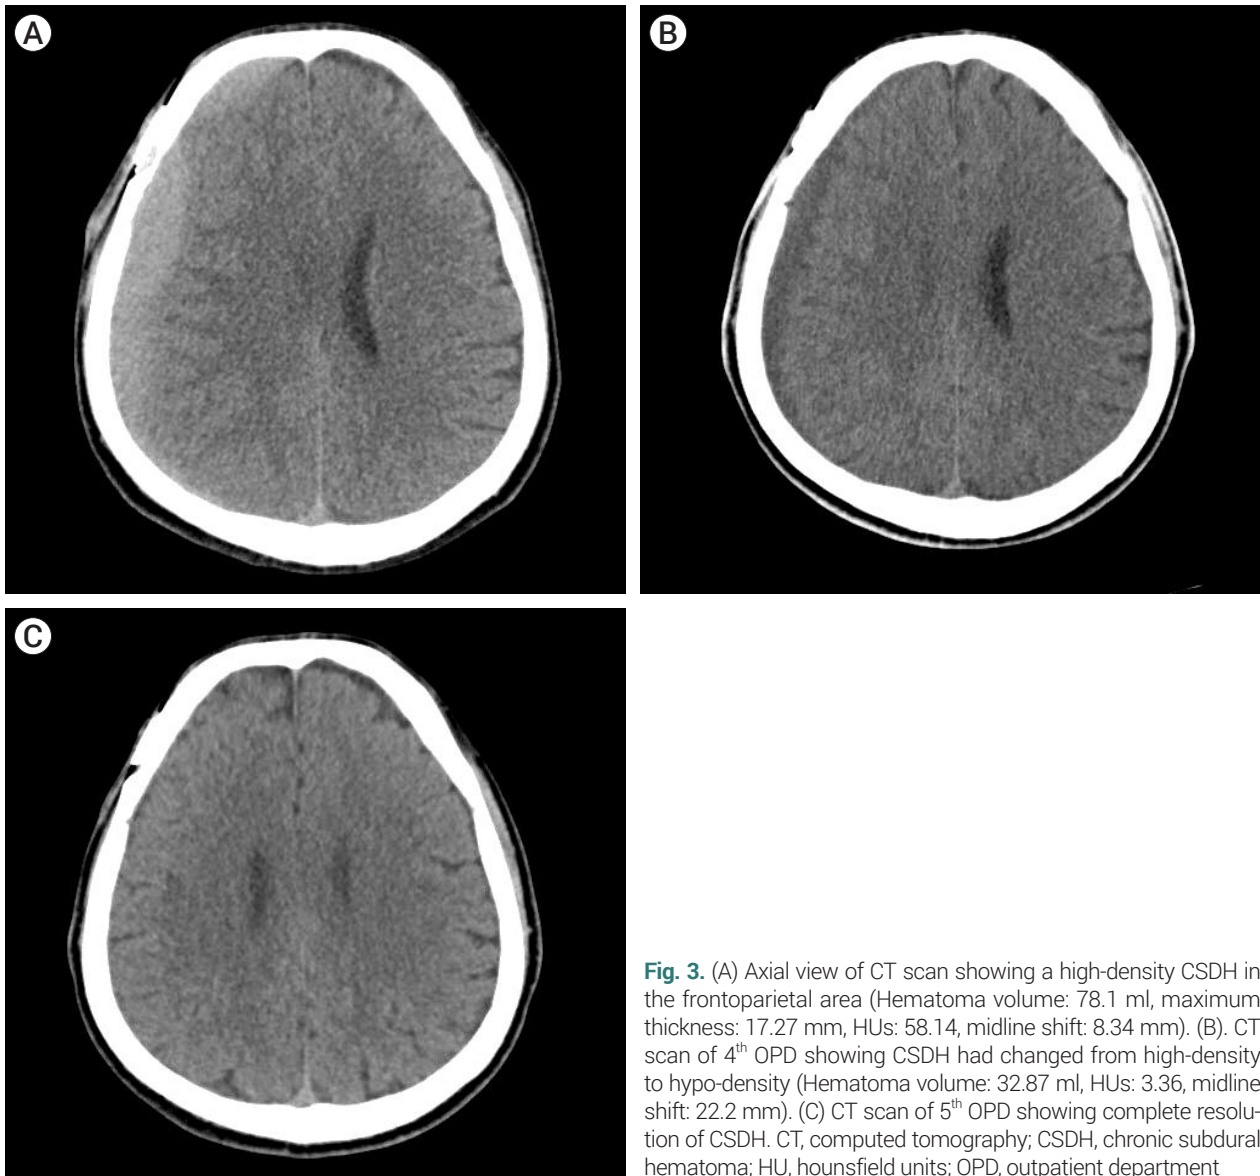 A
B
C
Fig. 3. (A) Axial view of CT scan showing a high-density CSDH in
the frontoparietal area (Hematoma volume: 78.1 ml, maximum
thickness: 17.27 mm, HUs: 58.14, midline shift: 8.34 mm). (B). CT
scan of 4th OPD showing CSDH had changed from high-density
to hypo-density (Hematoma volume: 32.87 ml, HUs: 3.36, midline
shift: 22.2 mm). (C) CT scan of 5th OPD showing complete resolu-
tion of CSDH. CT, computed tomography; CSDH, chronic subdural
hematoma; HU, hounsfield units; OPD, outpatient department